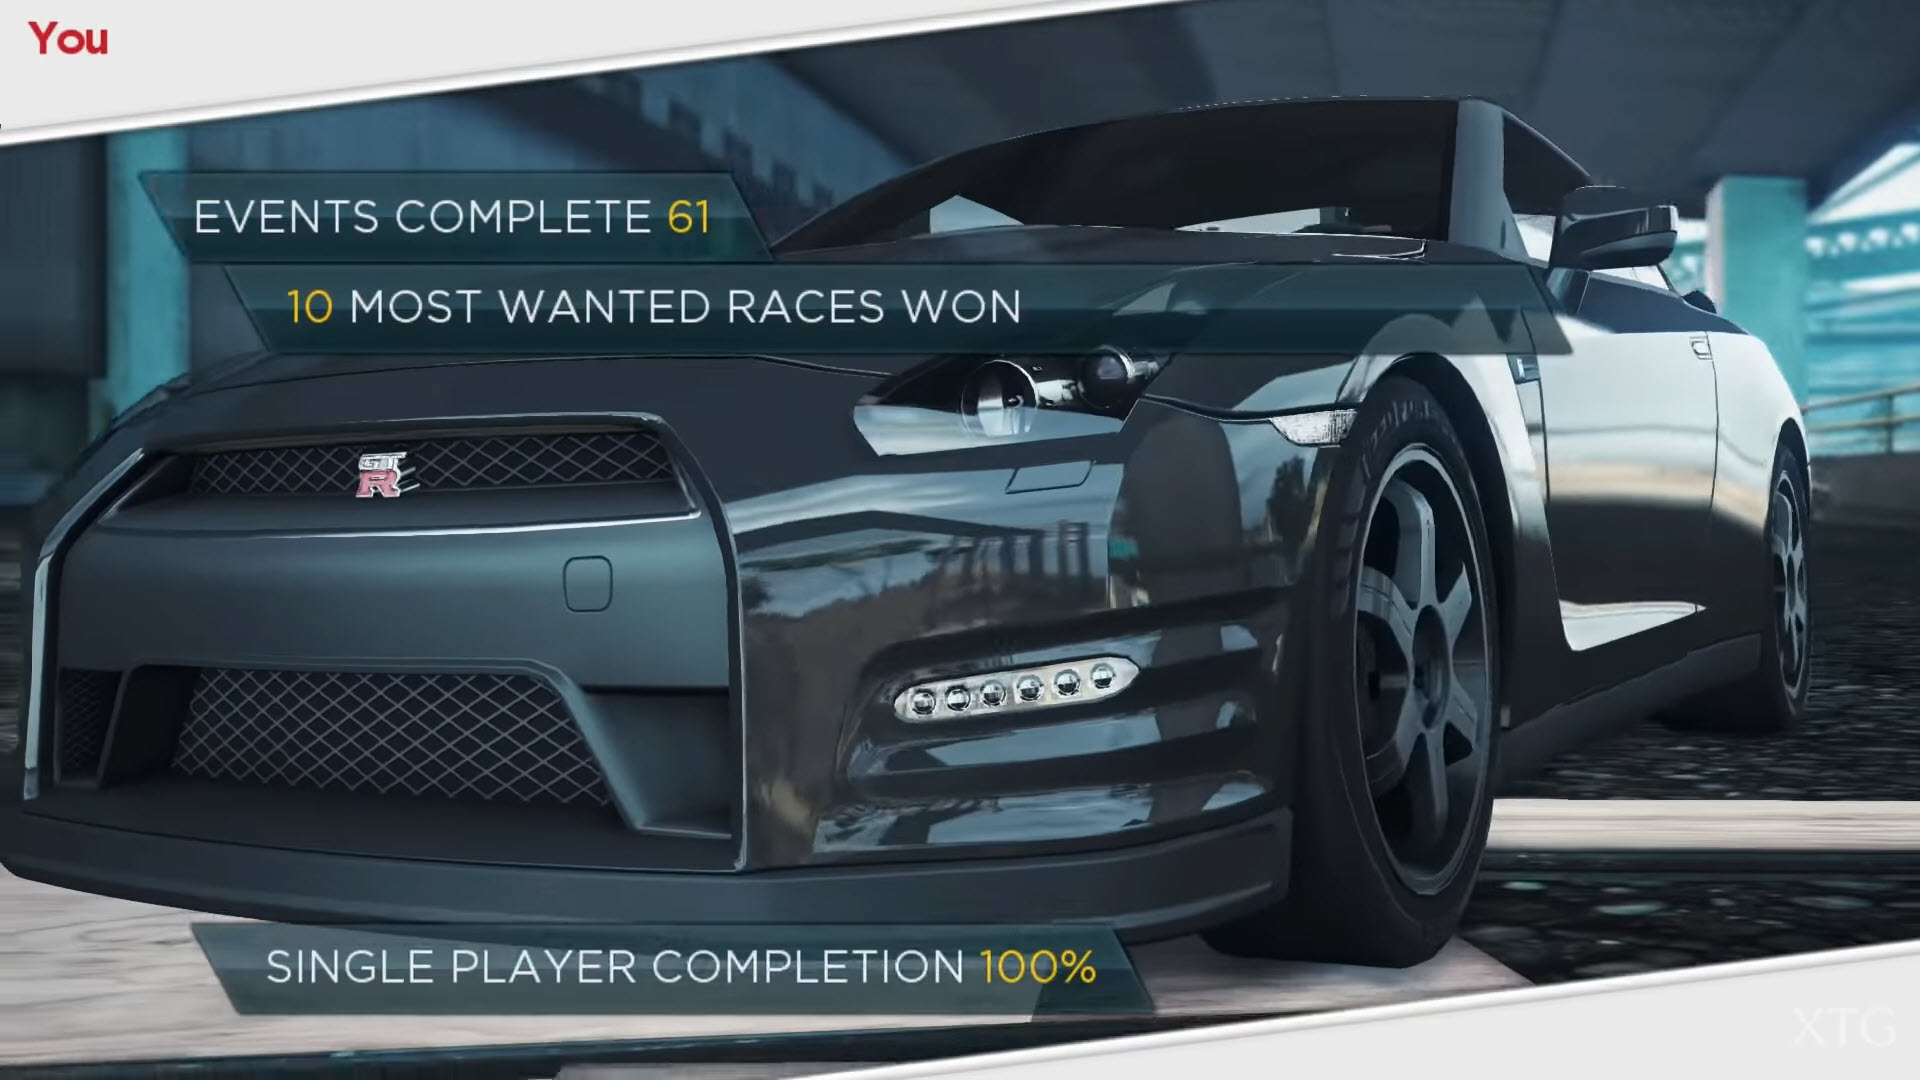 You
EVENTS COMPLETE 61
10 MOST WANTED RACES WON
GT
R
SINGLE PLAYER COMPLETION 100%
XTG